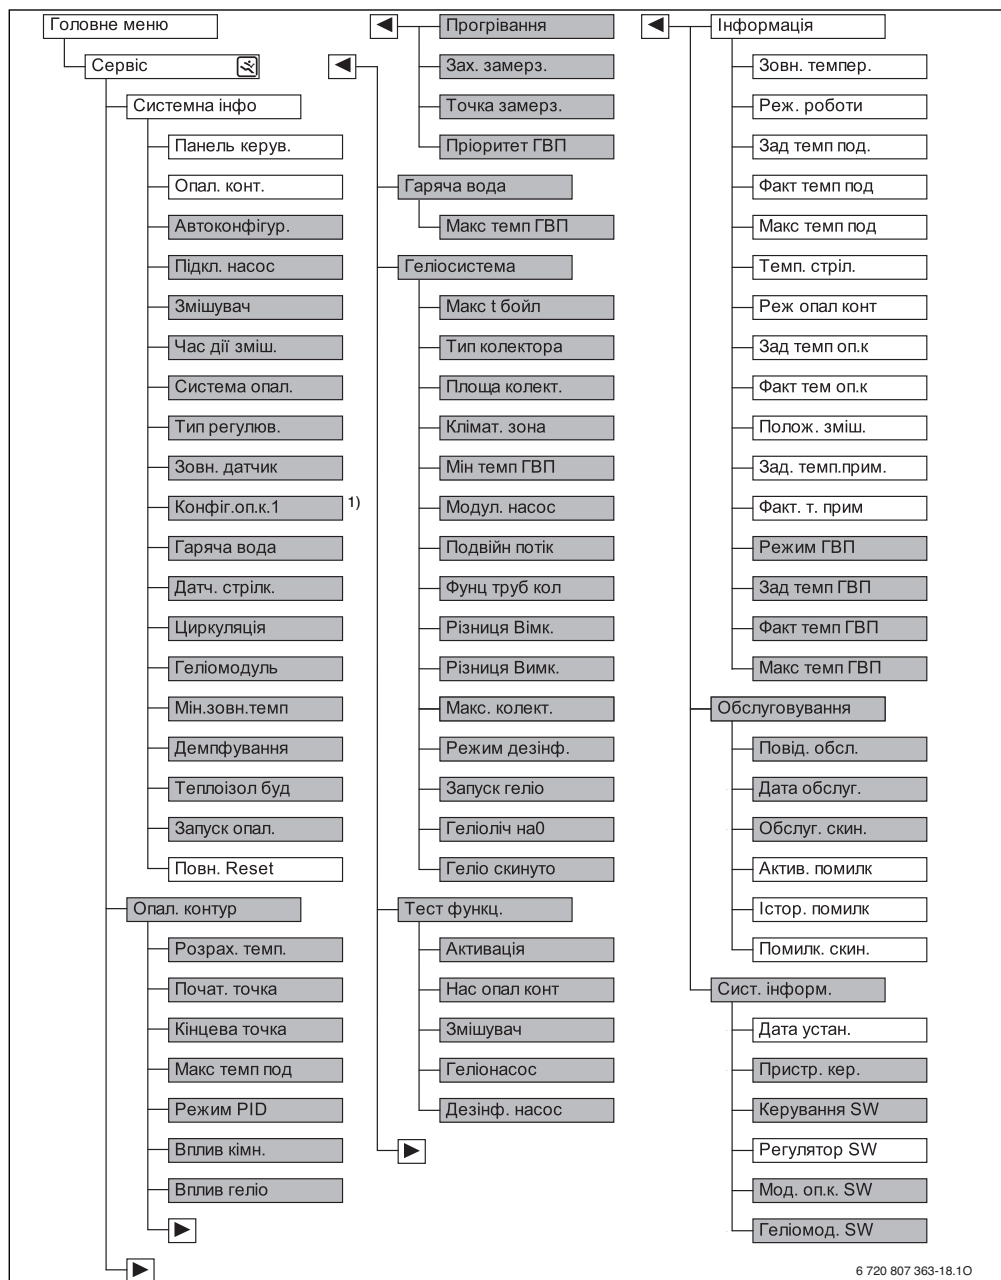 Головне меню
Сервіс
Системна інфо
Панель керув.
Опал. конт.
Автоконфігур.
Підкл. насос
Змішувач
Час дії зміш.
Система опал.
Тип регулюв.
Зовн. датчик
Конфіг.оп.к.1 1)
Гаряча вода
Датч. стрілк.
Циркуляція
Геліомодуль
Мін.зовн.темп
Демпфування
Теплоізол буд
Запуск опал.
Повн. Reset
Опал. контур
Розрах. темп.
Почат. точка
Кінцева точка
Макс темп под
Режим PID
Вплив кімн.
Вплив геліо
Прогрівання
Зах. замерз.
Точка замерз.
Пріоритет ГВП
Гаряча вода
Макс темп ГВП
Геліосистема
Макс t бойл
Тип колектора
Площа колект.
Клімат. зона
Мін темп ГВП
Модул. насос
Подвійн потік
Фунц труб кол
Різниця Вімк.
Різниця Вимк.
Макс. колект.
Режим дезінф.
Запуск геліо
Геліоліч на0
Геліо скинуто
Тест функц.
Активація
Нас опал конт
Змішувач
Геліонасос
Дезінф. насос
Інформація
Зовн. темпер.
Реж. роботи
Зад темп под.
Факт темп под
Макс темп под
Темп. стріл.
Реж опал конт
Зад темп оп.к
Факт тем оп.к
Полож. зміш.
Зад. темп.прим.
Факт. т. прим
Режим ГВП
Зад темп ГВП
Факт темп ГВП
Макс темп ГВП
Обслуговування
Повід. обсл.
Дата обслуг.
Обслуг. скин.
Актив. помилк
Істор. помилк
Помилк. скин.
Сист. інформ.
Дата устан.
Пристр. кер.
Керування SW
Регулятор SW
Мод. оп.к. SW
Геліомод. SW
6 720 807 363-18.1O